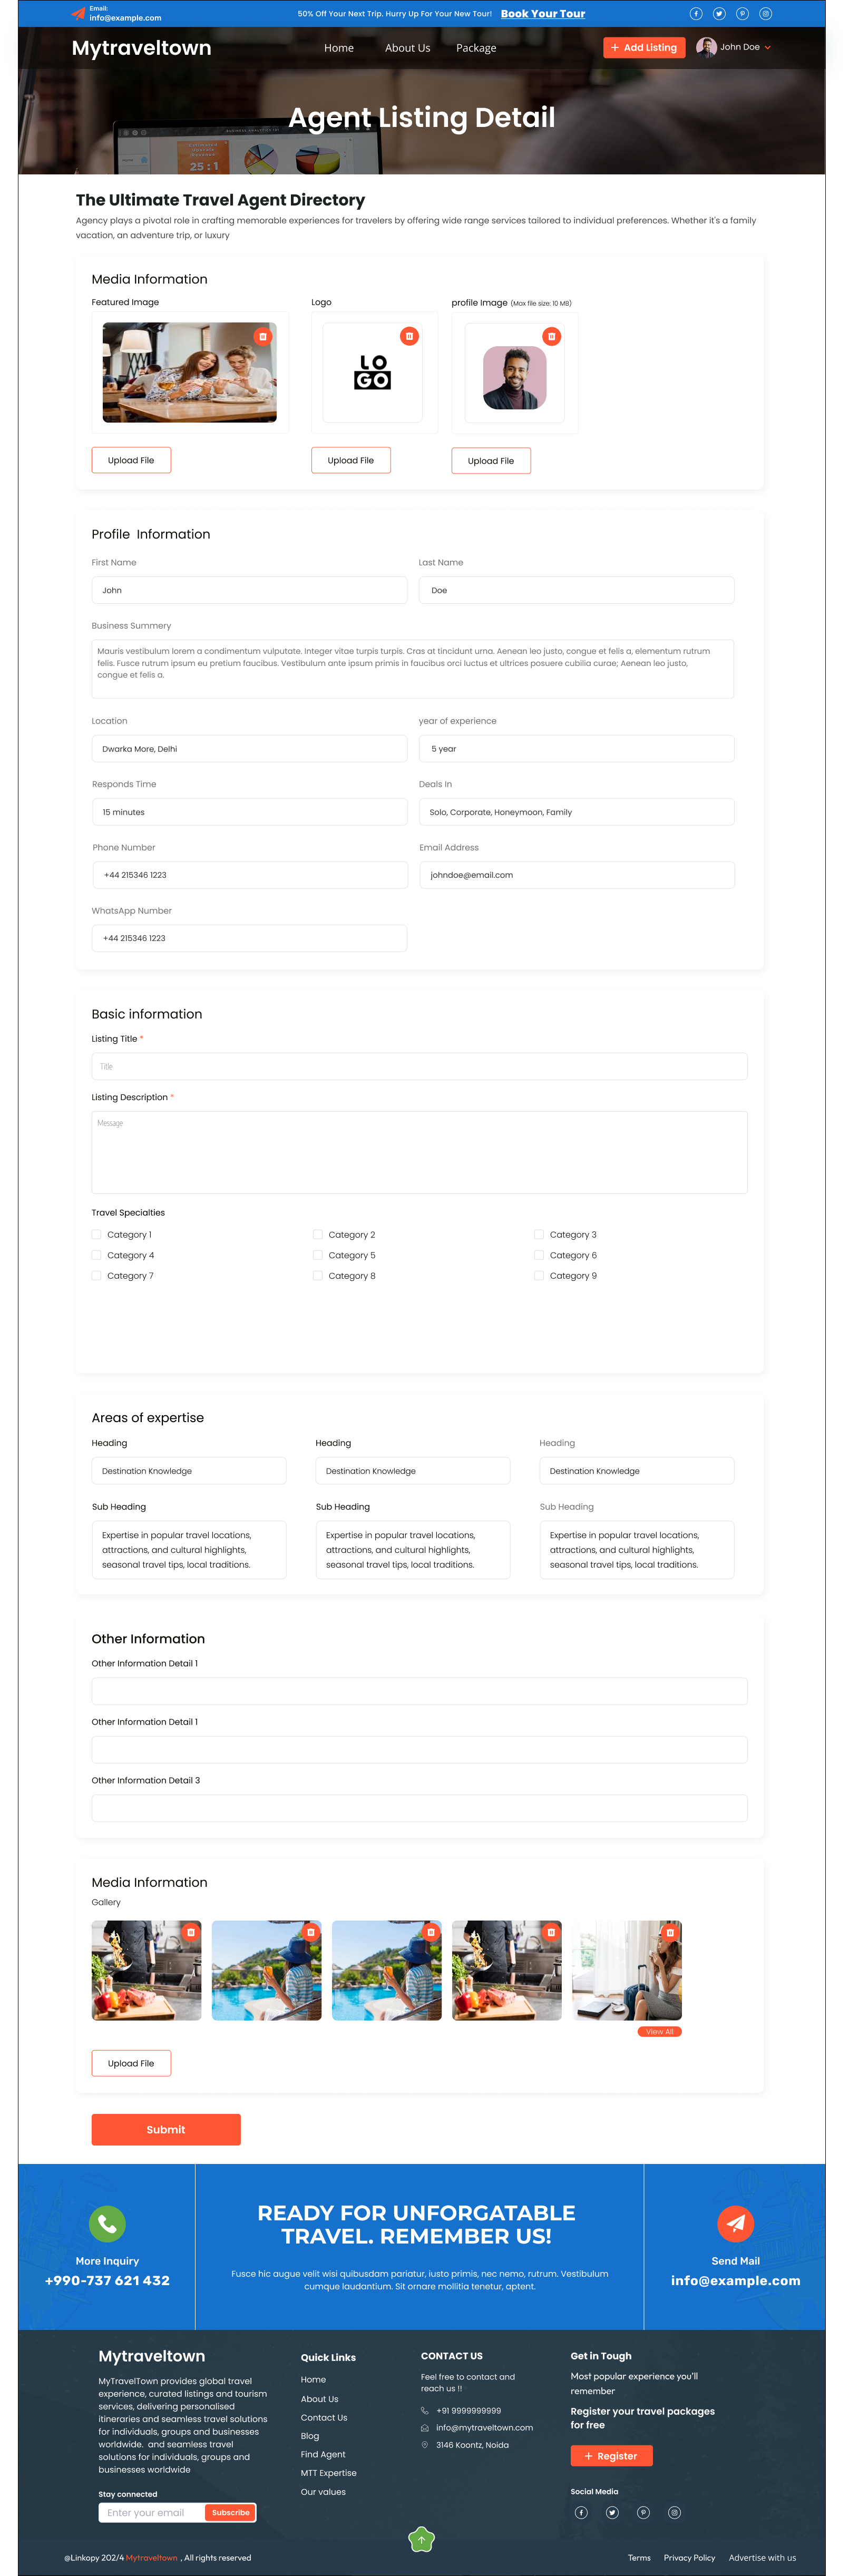 Email:
info@example.com
50% Off Your Next Trip. Hurry Up For Your New Tour! Book Your Tour
Mytraveltown
Home About Us Package
+ Add Listing
John Doe
BUSINESS ANALYTICS (H)
Home
Estimated
Upscale
Balance
25:1
Agent Listing Detail
The Ultimate Travel Agent Directory
Agency plays a pivotal role in crafting memorable experiences for travelers by offering wide range services tailored to individual preferences. Whether it's a family
vacation, an adventure trip, or luxury
Media Information
Featured Image Logo profile Image (Max file size: 10 MB)
LO
GO
Upload File Upload File Upload File
Profile Information
First Name Last Name
John Doe
Business Summery
Mauris vestibulum lorem a condimentum vulputate. Integer vitae turpis turpis. Cras at tincidunt urna. Aenean leo justo, congue et felis a, elementum rutrum
felis. Fusce rutrum ipsum eu pretium faucibus. Vestibulum ante ipsum primis in faucibus orci luctus et ultrices posuere cubilia curae; Aenean leo justo,
congue et felis a.
Location year of experience
Dwarka More, Delhi 5 year
Responds Time Deals In
15 minutes Solo, Corporate, Honeymoon, Family
Phone Number Email Address
+44 215346 1223 johndoe@email.com
WhatsApp Number
+44 215346 1223
Basic information
Listing Title *
Title
Listing Description *
Message
Travel Specialties
Category 1 Category 2 Category 3
Category 4 Category 5 Category 6
Category 7 Category 8 Category 9
Areas of expertise
Heading Heading Heading
Destination Knowledge Destination Knowledge Destination Knowledge
Sub Heading Sub Heading Sub Heading
Expertise in popular travel locations, Expertise in popular travel locations, Expertise in popular travel locations,
attractions, and cultural highlights, attractions, and cultural highlights, attractions, and cultural highlights,
seasonal travel tips, local traditions. seasonal travel tips, local traditions. seasonal travel tips, local traditions.
Other Information
Other Information Detail 1
Other Information Detail 1
Other Information Detail 3
Media Information
Gallery
View All
Upload File
Submit
More Inquiry
+990-737 621 432
READY FOR UNFORGATABLE
TRAVEL. REMEMBER US!
Fusce hic augue velit wisi quibusdam pariatur, iusto primis, nec nemo, rutrum. Vestibulum
cumque laudantium. Sit ornare mollitia tenetur, aptent.
Send Mail
info@example.com
Mytraveltown
MyTravelTown provides global travel
experience, curated listings and tourism
services, delivering personalised
itineraries and seamless travel solutions
for individuals, groups and businesses
worldwide. and seamless travel
solutions for individuals, groups and
businesses worldwide
Stay connected
Enter your email Subscribe
Quick Links
Home
About Us
Contact Us
Blog
Find Agent
MTT Expertise
Our values
CONTACT US
Feel free to contact and
reach us !!
+91 9999999999
info@mytraveltown.com
3146 Koontz, Noida
Get in Tough
Most popular experience you'll
remember
Register your travel packages
for free
+ Register
Social Media
@Linkopy 202/4 Mytraveltown , All rights reserved
Terms Privacy Policy Advertise with us